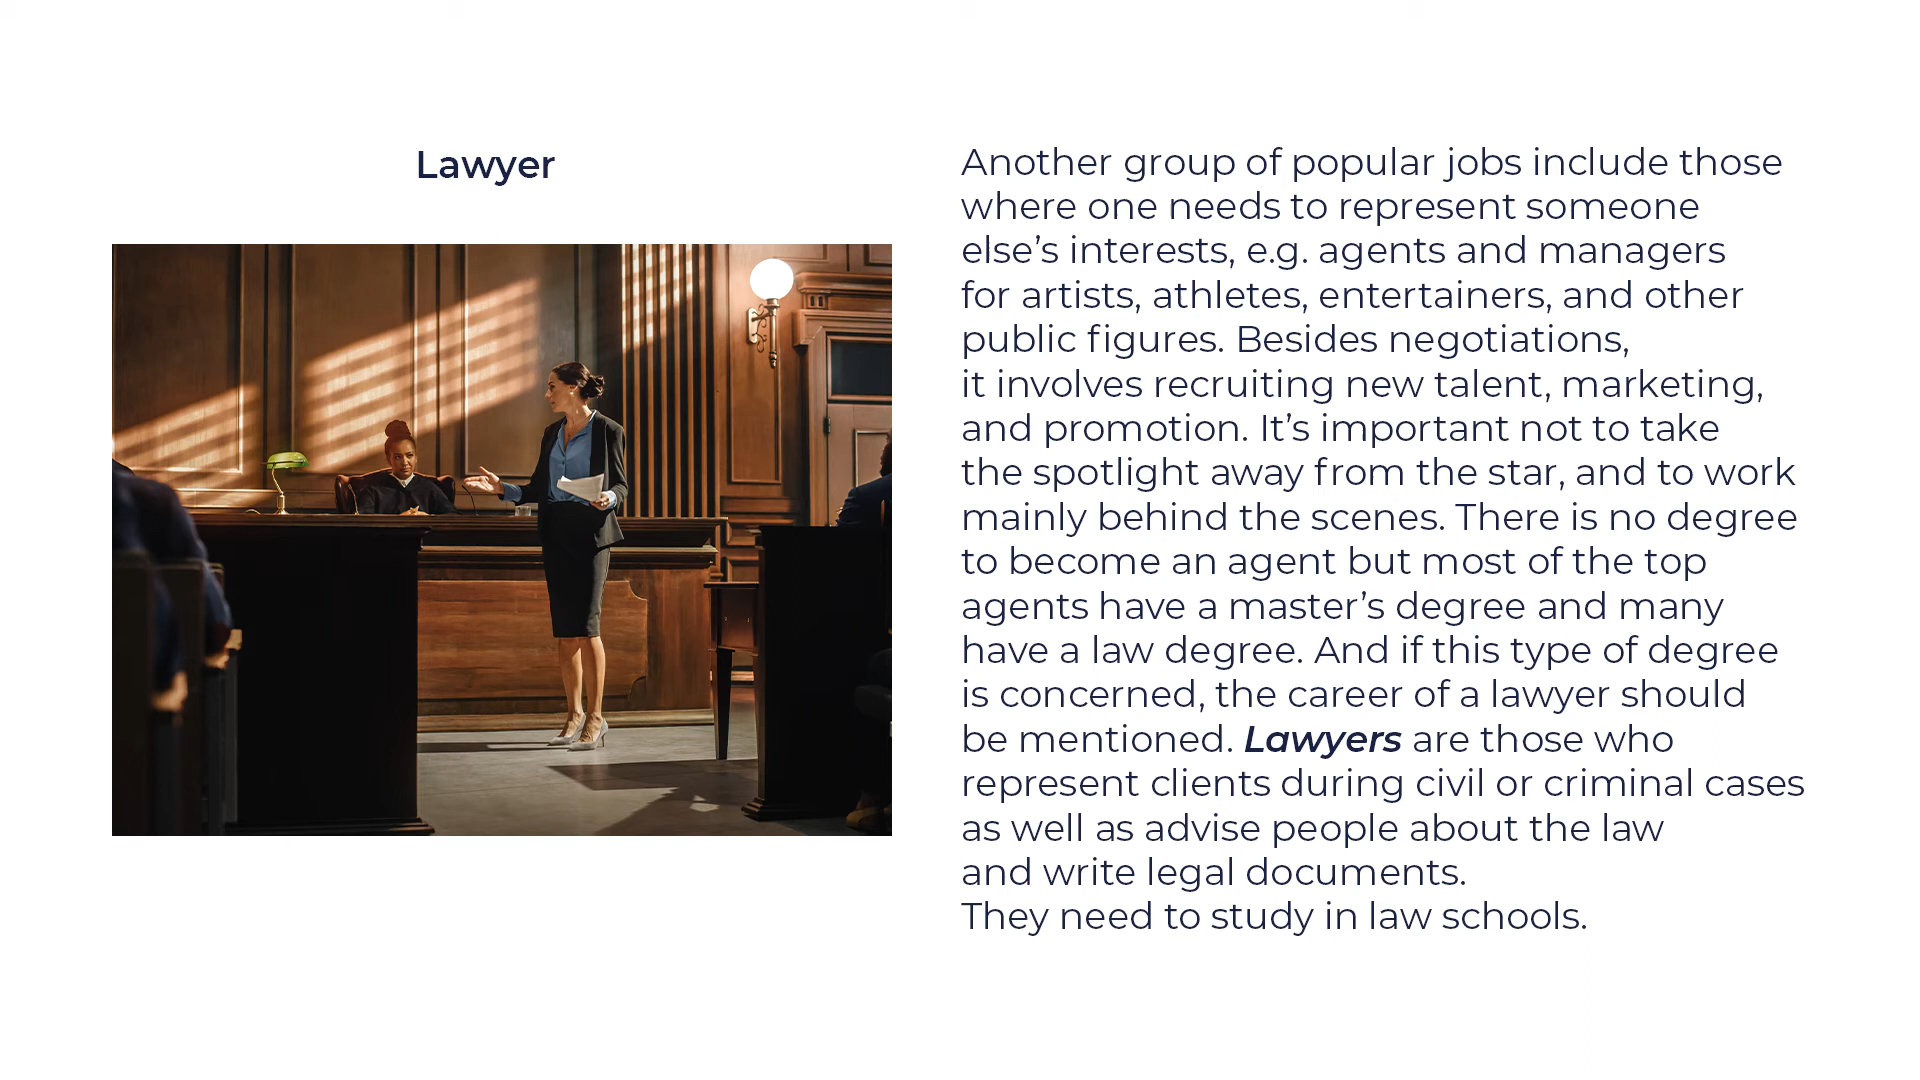 Lawyer
Another group of popular jobs include those
where one needs to represent someone
else’s interests, e.g. agents and managers
for artists, athletes, entertainers, and other
public figures. Besides negotiations,
it involves recruiting new talent, marketing,
and promotion. It’s important not to take
the spotlight away from the star, and to work
mainly behind the scenes. There is no degree
to become an agent but most of the top
agents have a master’s degree and many
have a law degree. And if this type of degree
is concerned, the career of a lawyer should
be mentioned. Lawyers are those who
represent clients during civil or criminal cases
as well as advise people about the law
and write legal documents.
They need to study in law schools.